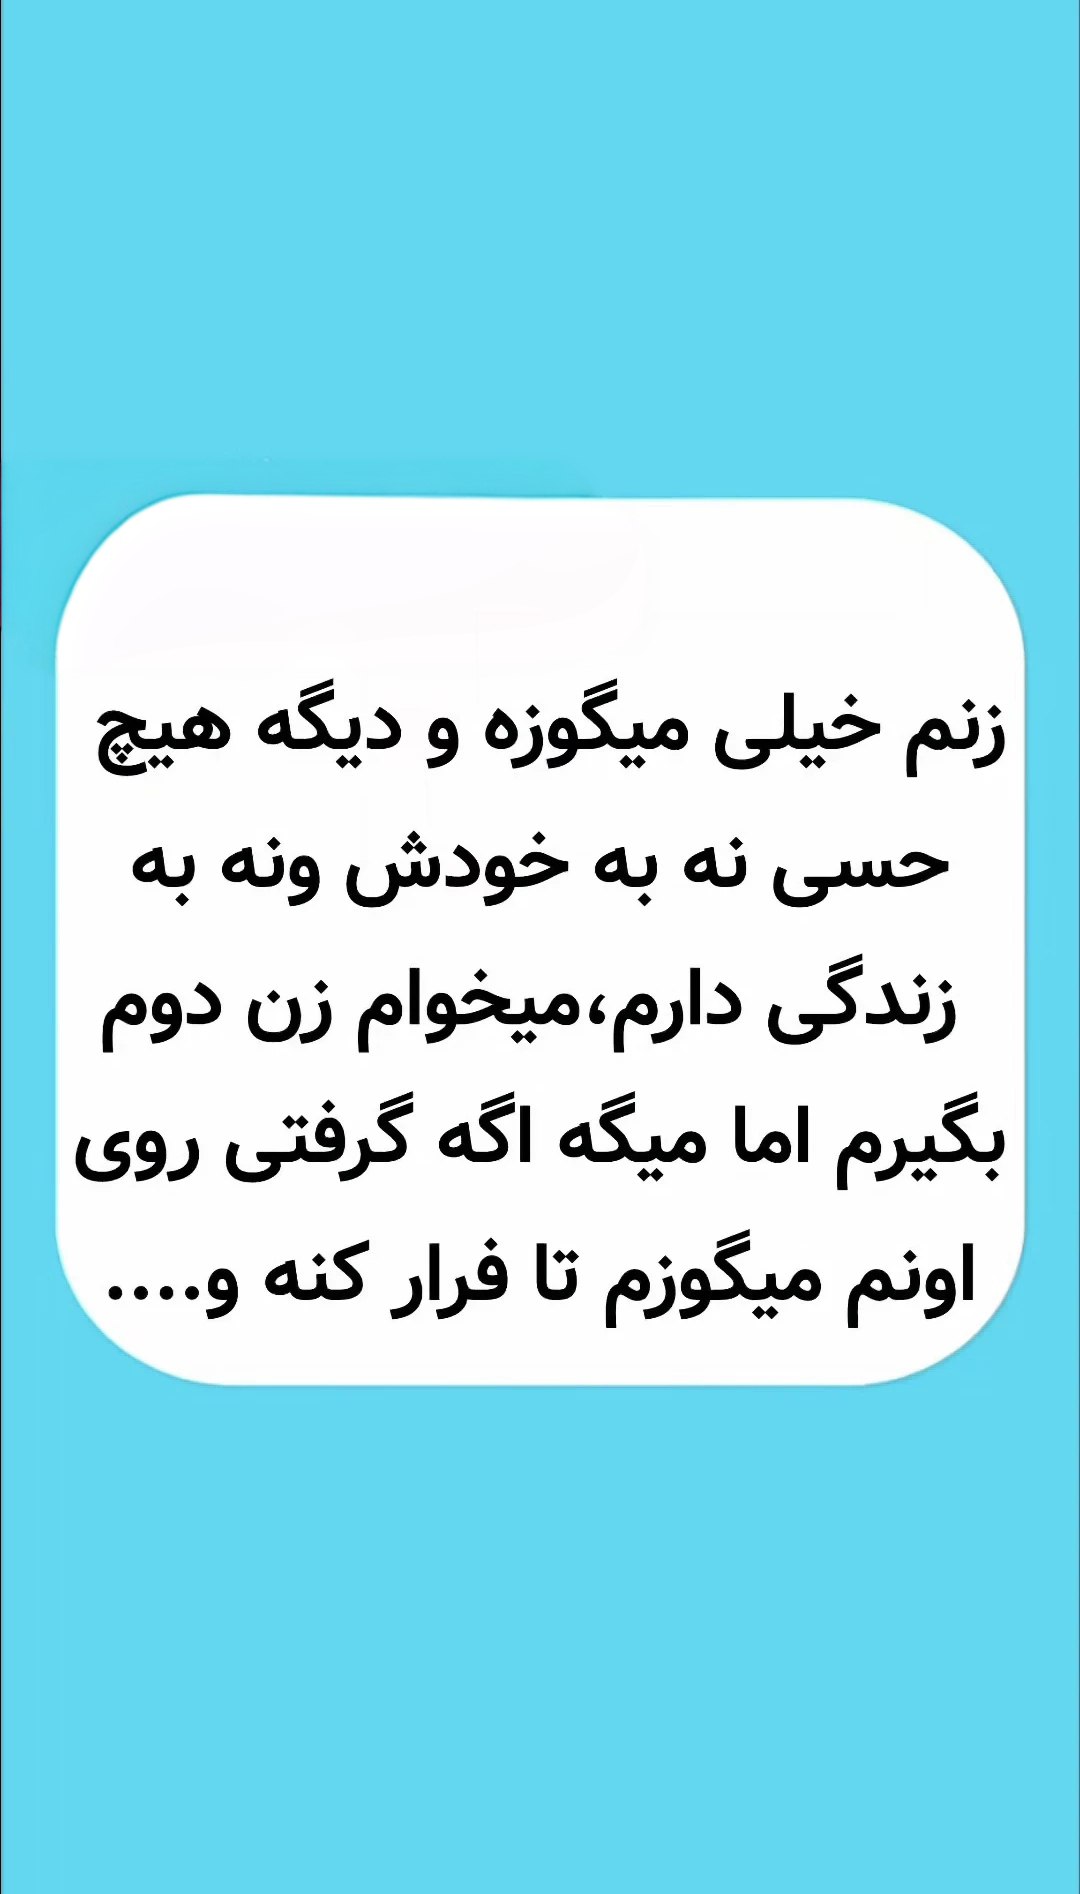 زنم خیلی میگوزه و دیگه هیچ
حسی نه به خودش ونه به
زندگی دارم،میخوام زن دوم
بگیرم اما میگه اگه گرفتی روی
اونم میگوزم تا فرار کنه و....